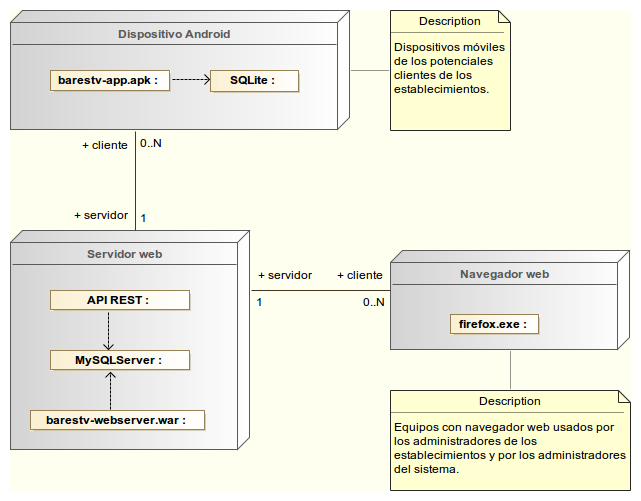 Dispositivo Android
barestv-app.apk :
SQLite :
Description
Dispositivos móviles
de los potenciales
clientes de los
establecimientos.
+ cliente
0..N
+ servidor
1
Servidor web
API REST :
MySQLServer :
barestv-webserver.war :
+ servidor
+ cliente
1
0..N
Navegador web
firefox.exe :
Description
Equipos con navegador web usados por
los administradores de los
establecimientos y por los administradores
del sistema.